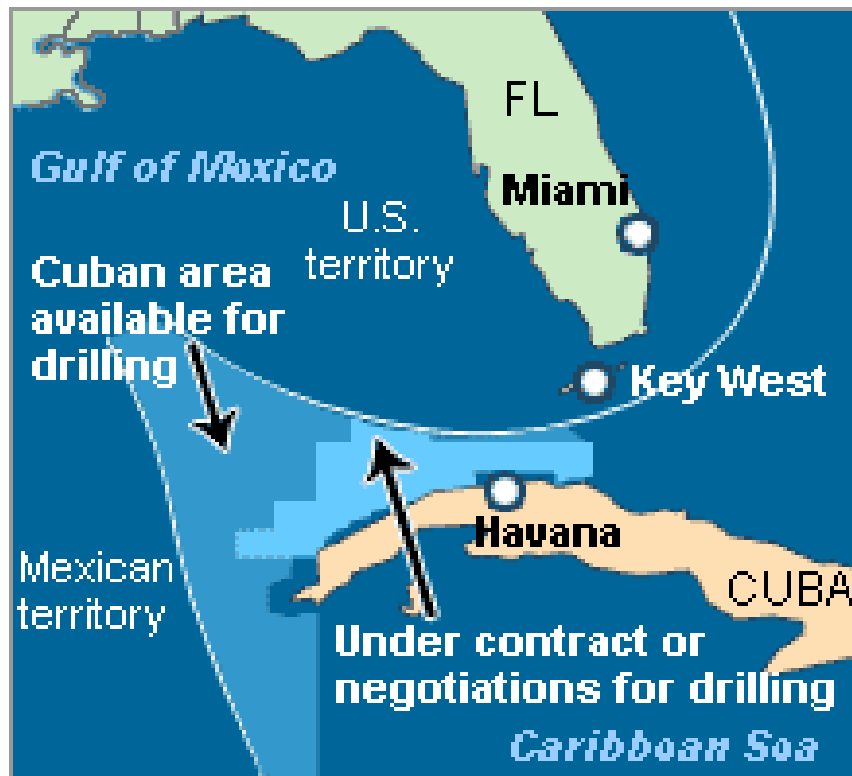 FL
Gulf of Mexico
Miami
U.S.
territory
Cuban area
available for
drilling
Key West
Havana
Mexican
territory
CUBA
Under contract or
negotiations for drilling
Caribbean Sea